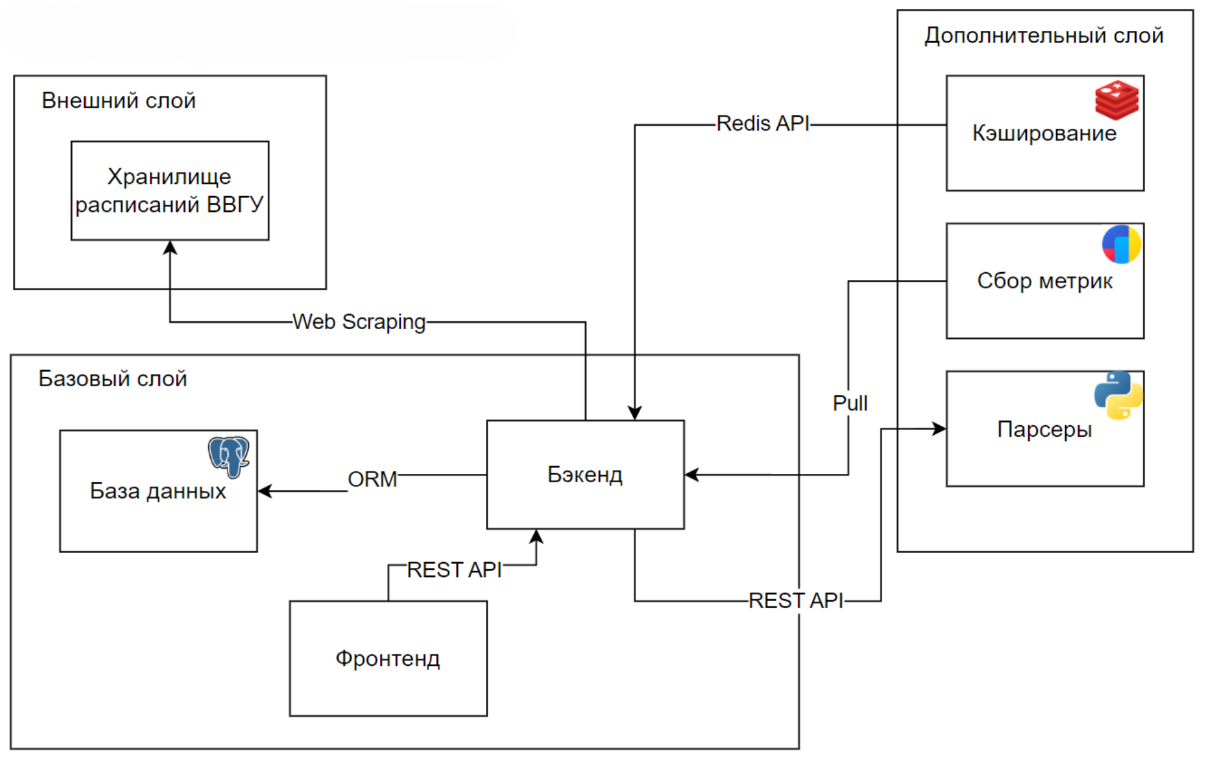 Дополнительный слой
Внешний слой
Кэширование
Redis API
Хранилище
расписаний ВВГУ
Сбор метрик
Web Scraping
Базовый слой
Pull
Парсеры
Бэкенд
ORM
База данных
REST API
REST API
Фронтенд